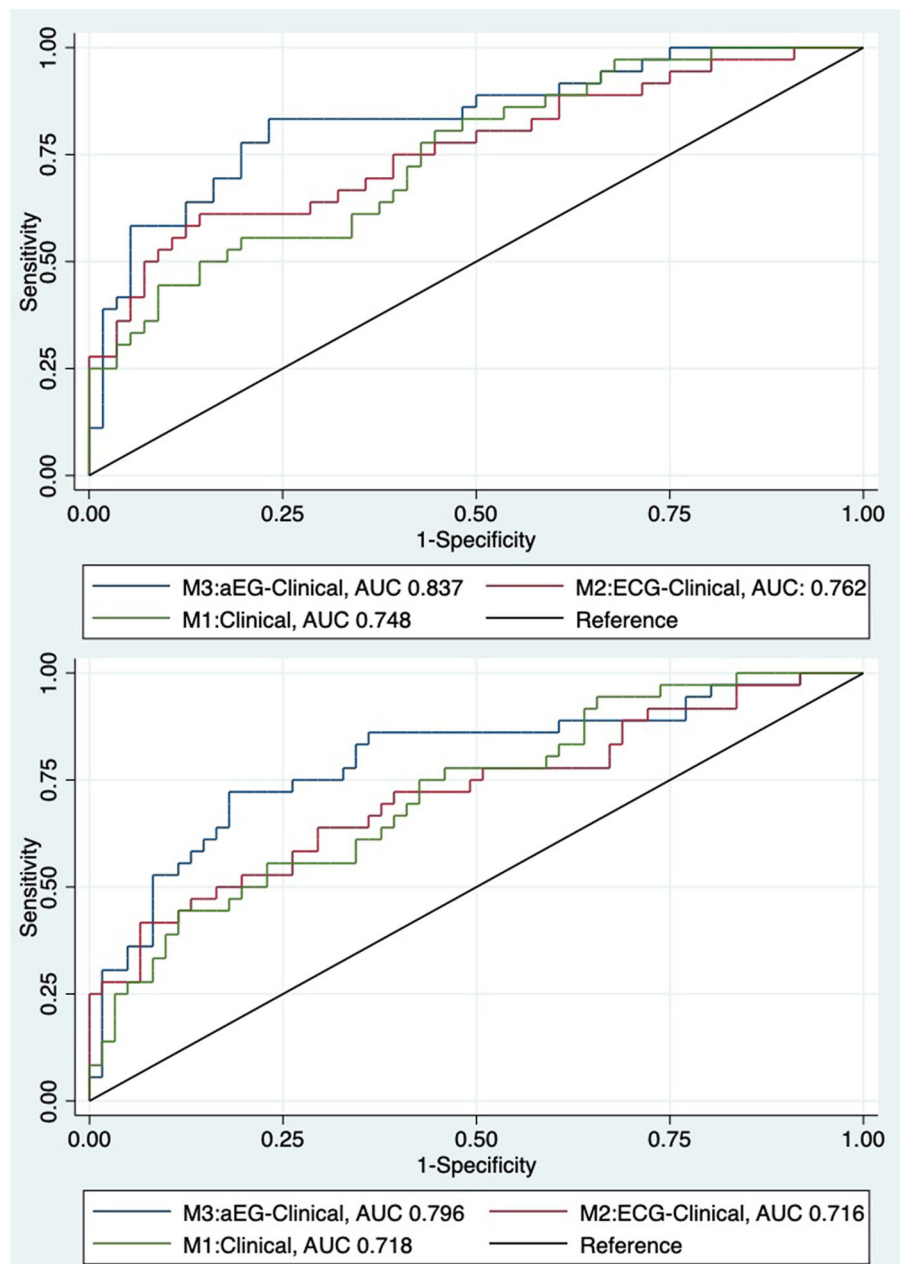 1.00
0.75
0.50
0.25
0.00
Sensitivity
0.00 0.25 0.50 0.75 1.00
1-Specificity
M3:aEG-Clinical, AUC 0.837 M2:ECG-Clinical, AUC: 0.762
M1:Clinical, AUC 0.748 Reference
1.00
0.75
0.50
0.25
0.00
Sensitivity
0.00 0.25 0.50 0.75 1.00
1-Specificity
M3:aEG-Clinical, AUC 0.796 M2:ECG-Clinical, AUC 0.716
M1:Clinical, AUC 0.718 Reference